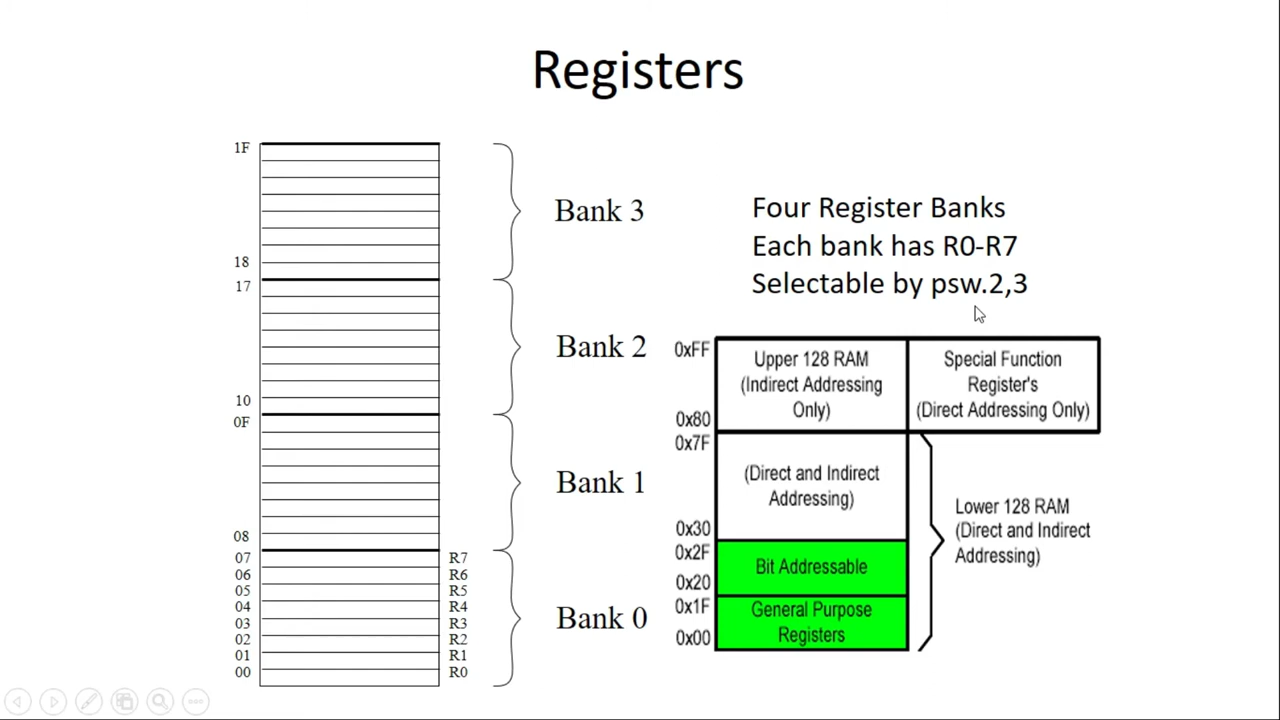 Registers
1F
18
17
10
0F
08
07
06
05
04
03
02
01
00
R7
R6
R5
R4
R3
R2
R1
R0
Bank 3
Bank 2
Bank 1
Bank 0
Four Register Banks
Each bank has R0-R7
Selectable by psw.2,3
0xFF
0x80
0x7F
0x30
0x2F
0x20
0x1F
0x00
Upper 128 RAM
(Indirect Addressing
Only)
Special Function
Register's
(Direct Addressing Only)
(Direct and Indirect
Addressing)
Bit Addressable
General Purpose
Registers
Lower 128 RAM
(Direct and Indirect
Addressing)